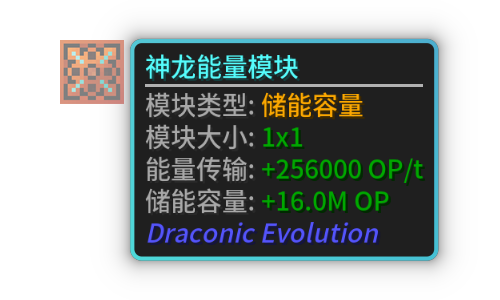 神龙能量模块
模块类型: 储能容量
模块大小: 1x1
能量传输: +256000 OP/t
储能容量: +16.0M OP
Draconic Evolution